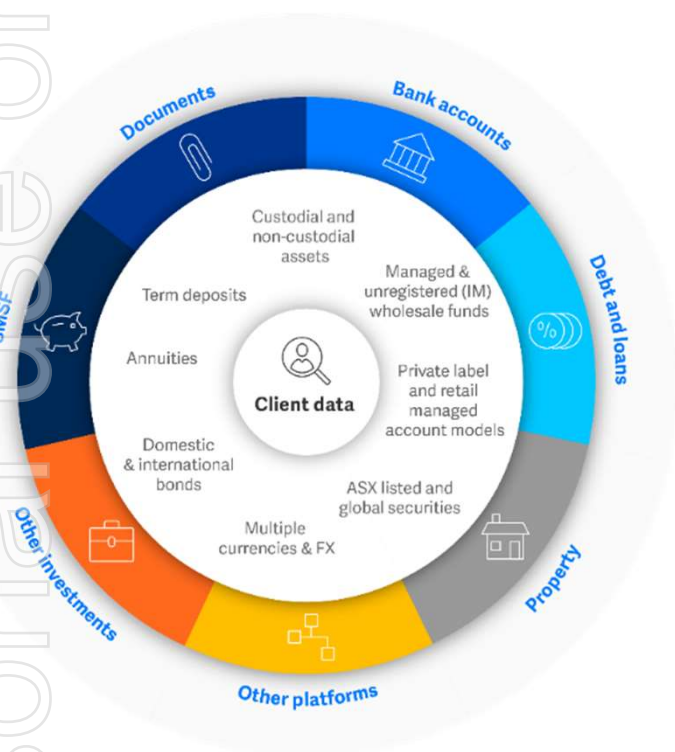 Documents
Bank accounts
Custodial and
non-custodial
assets
Managed &
unregistered (IM)
wholesale funds
Debt and loans
Term deposits
SMSF
%
Annuities
Client data
Private label
and retail
managed
account models
Domestic
& international
bonds
ASX listed and
global securities
Multiple
currencies & FX
Other investments
Property
Other platforms